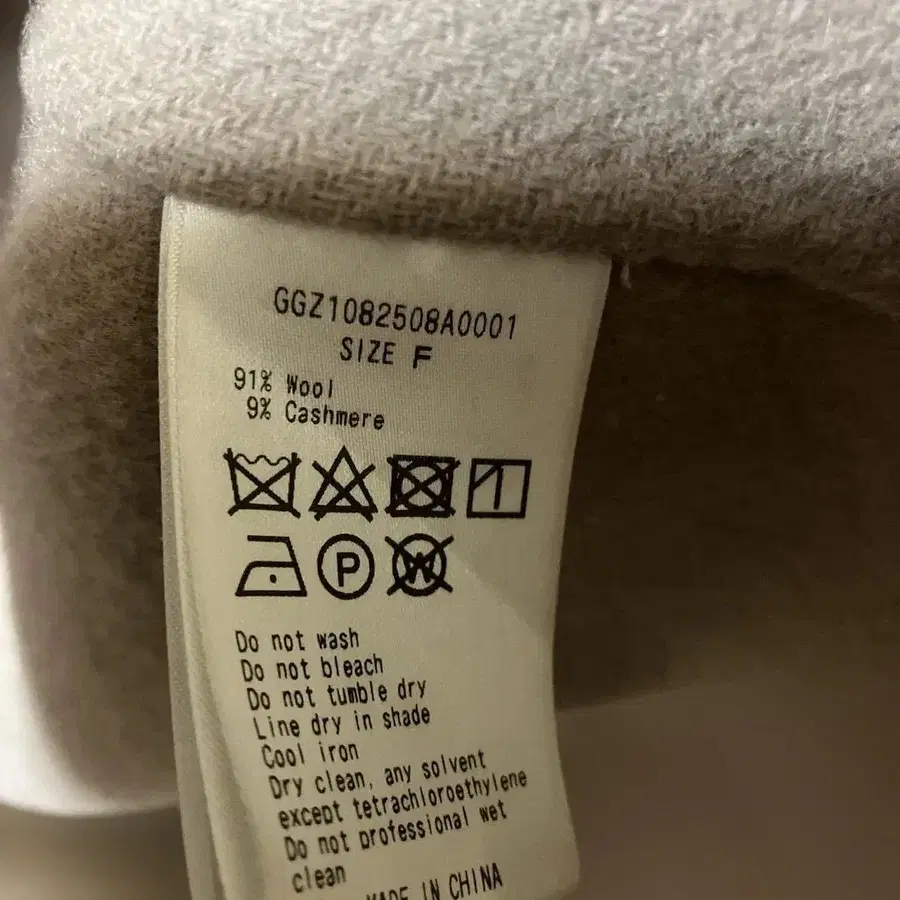 GGZ1082508A0001
SIZE F
91% Wool
9% Cashmere
P
W
Do not wash
Do not bleach
Do not tumble dry
Line dry in shade
Cool iron
Dry clean, any solvent
except tetrachloroethylene
Do not professional wet
clean
MADE IN CHINA